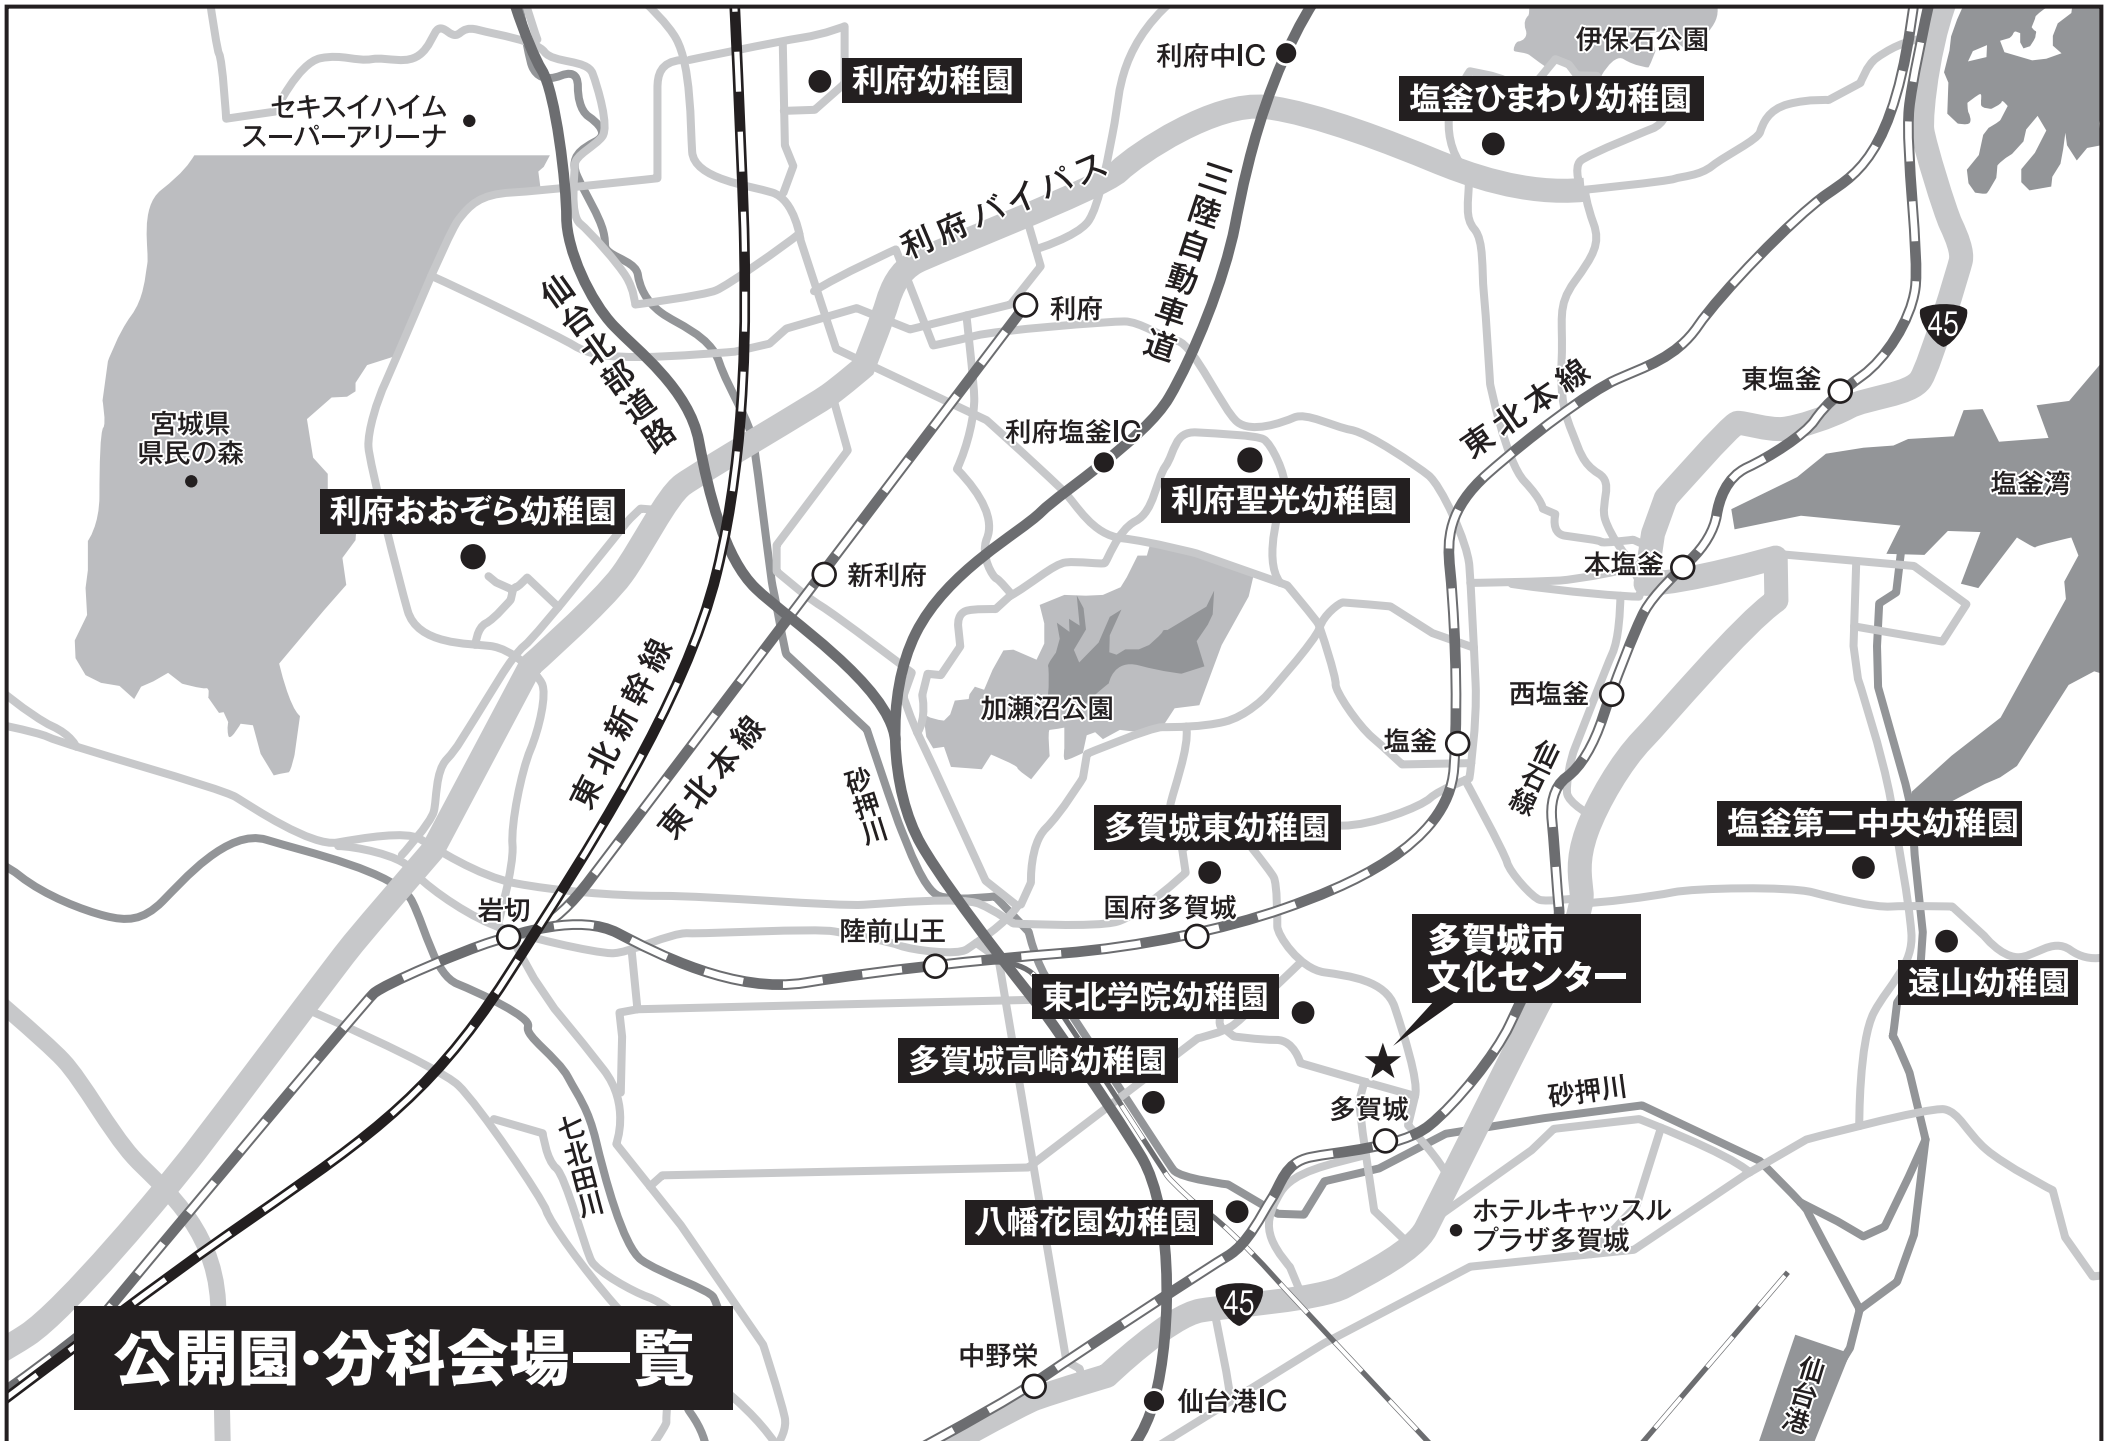 利府中IC
伊保石公園
利府幼稚園
塩釜ひまわり幼稚園
セキスイハイム
スーパーアリーナ
利府バイパス
三陸自動車道
仙台北部道路
利府
45
東塩釜
東北本線
宮城県
県民の森
利府塩釜IC
塩釜湾
利府おおぞら幼稚園
利府聖光幼稚園
新利府
本塩釜
東北新幹線
東北本線
加瀬沼公園
西塩釜
塩釜
仙石線
砂押川
多賀城東幼稚園
塩釜第二中央幼稚園
岩切
陸前山王
国府多賀城
多賀城市
文化センター
東北学院幼稚園
遠山幼稚園
多賀城高崎幼稚園
多賀城
砂押川
七北田川
八幡花園幼稚園
ホテルキャッスル
プラザ多賀城
45
公開園・分科会場一覧
中野栄
仙台港IC
仙台港